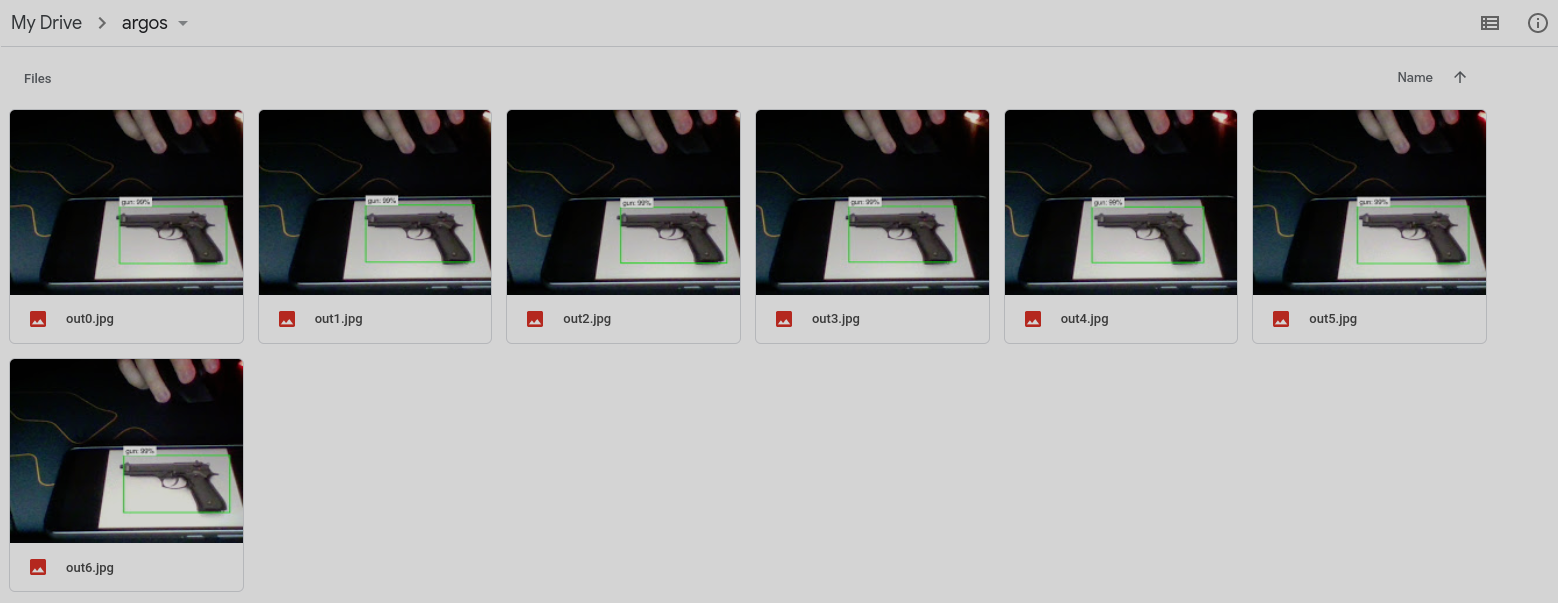 My Drive > argos
Files
Name
gun: 99%
gun: 99%
gun: 99%
gun: 99%
gun: 99%
gun: 99%
out0.jpg
out1.jpg
out2.jpg
out3.jpg
out4.jpg
out5.jpg
gun: 99%
out6.jpg